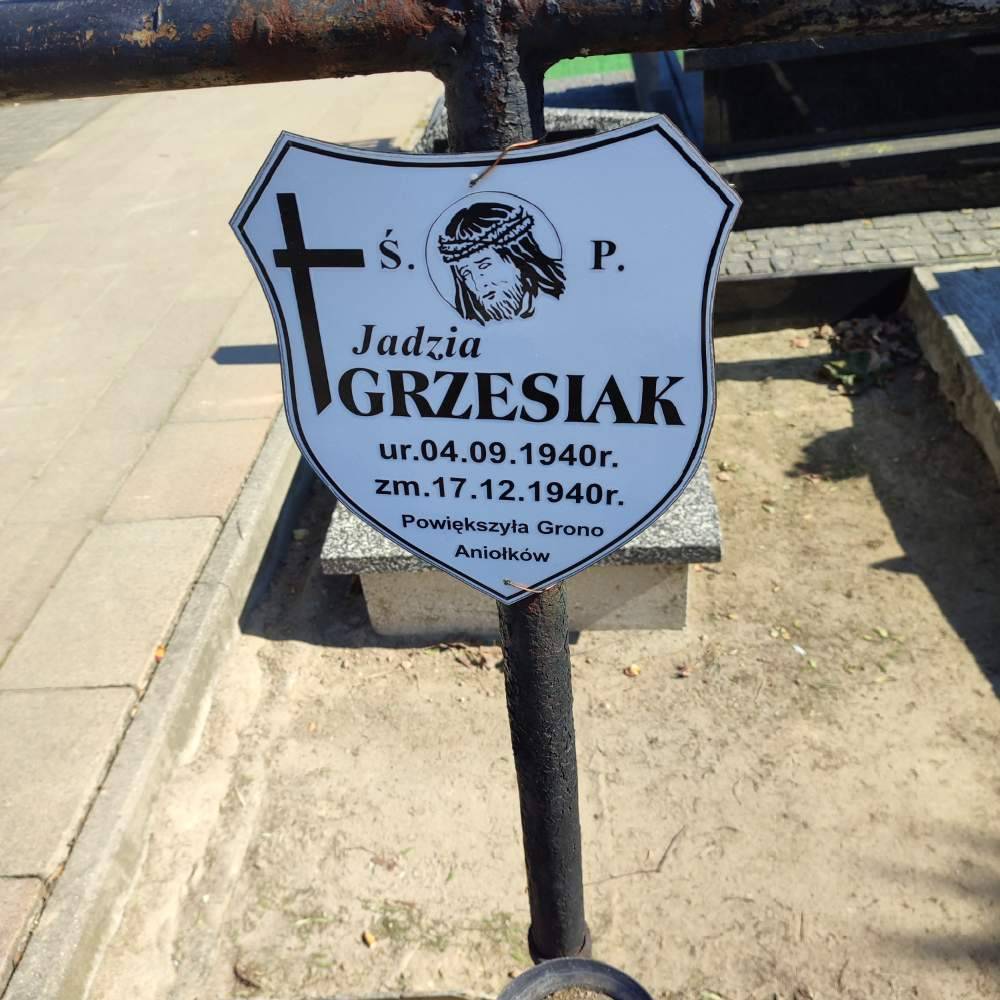 Ś. P.
Jadzia
GRZESIAK
ur.04.09.1940r.
zm.17.12.1940r.
Powiększyła Grono
Aniołków